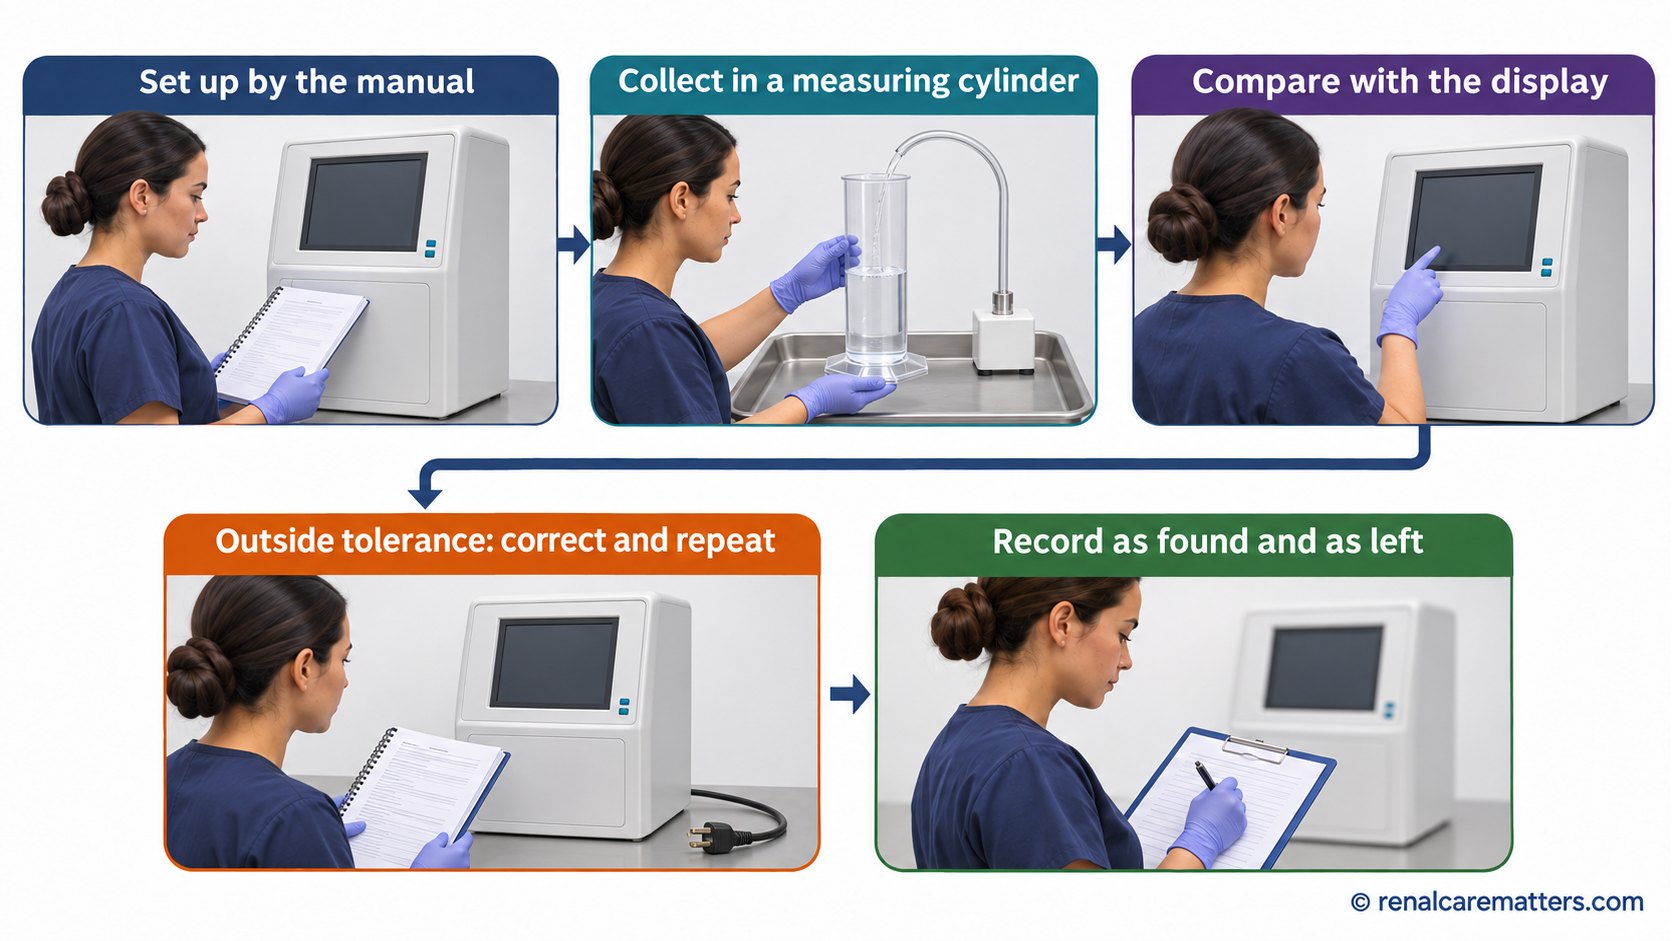 Set up by the manual
Collect in a measuring cylinder
Compare with the display
Outside tolerance: correct and repeat
Record as found and as left
© renalcarematters.com